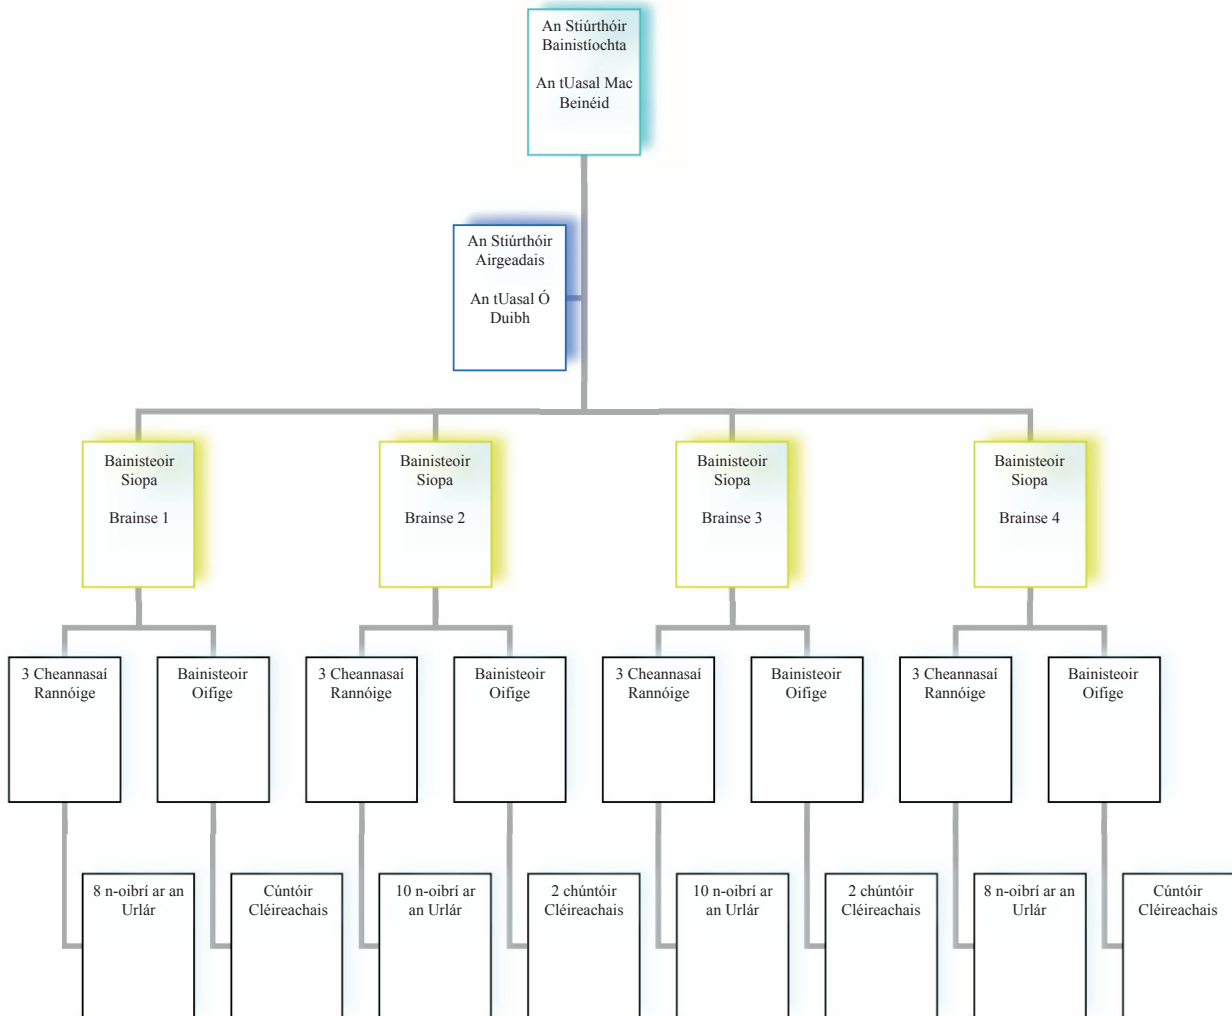 An Stiúrthóir
Bainistíochta
An tUasal Mac
Beinéid
An Stiúrthóir
Airgeadais
An tUasal Ó
Duibh
Bainisteoir
Siopa
Brainse 1
Bainisteoir
Siopa
Brainse 2
Bainisteoir
Siopa
Brainse 3
Bainisteoir
Siopa
Brainse 4
3 Cheannasaí
Rannóige
Bainisteoir
Oifige
3 Cheannasaí
Rannóige
Bainisteoir
Oifige
3 Cheannasaí
Rannóige
Bainisteoir
Oifige
3 Cheannasaí
Rannóige
Bainisteoir
Oifige
8 n-oibrí ar an
Urlár
Cúntóir
Cléireachais
10 n-oibrí ar
an Urlár
2 chúntóir
Cléireachais
10 n-oibrí ar
an Urlár
2 chúntóir
Cléireachais
8 n-oibrí ar an
Urlár
Cúntóir
Cléireachais